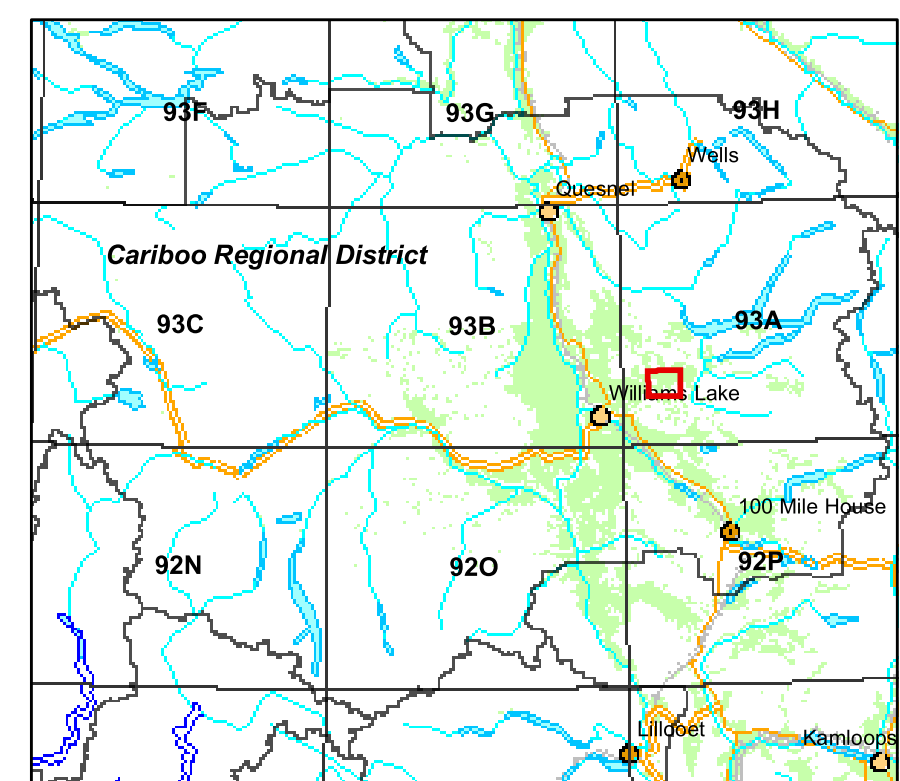 93F
93G
93H
Wells
Quesnel
Cariboo Regional District
93C
93B
93A
Williams Lake
100 Mile House
92N
92O
92P
Lillooet
Kamloops